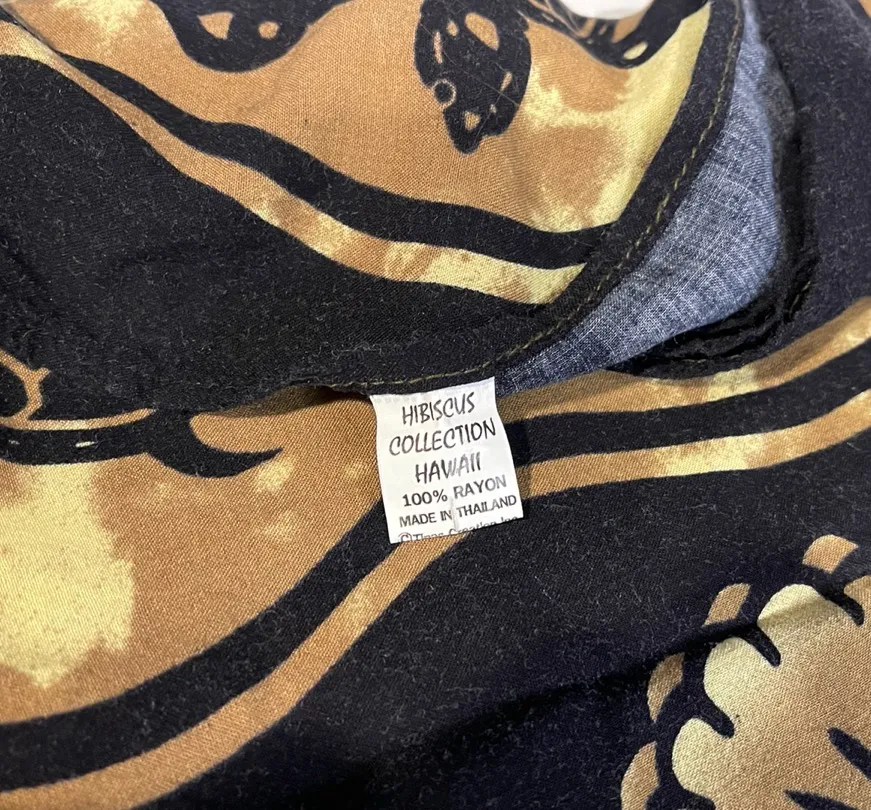 HIBISCUS
COLLECTION
HAWAII
100% RAYON
MADE IN THAILAND
©